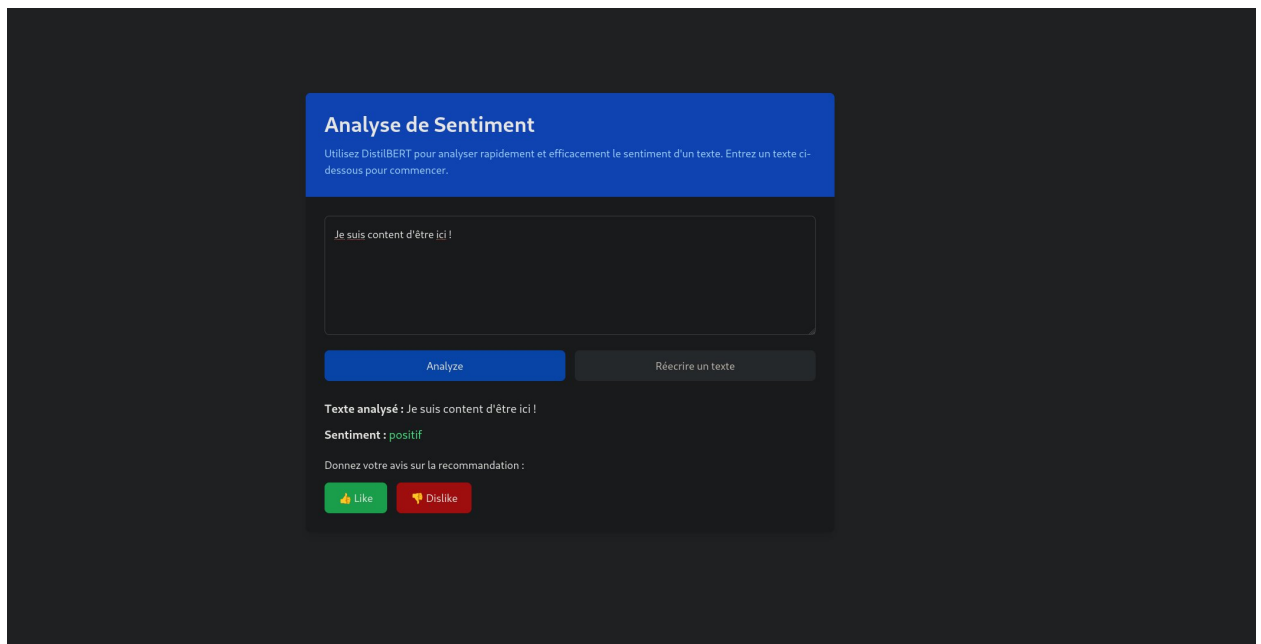 Analyse de Sentiment
Utilisez DistilBERT pour analyser rapidement et efficacement le sentiment d'un texte. Entrez un texte ci-
dessous pour commencer.
Je suis content d'être ici !
Analyze
Réecrire un texte
Texte analysé : Je suis content d'être ici !
Sentiment : positif
Donnez votre avis sur la recommandation :
👍 Like
👎 Dislike